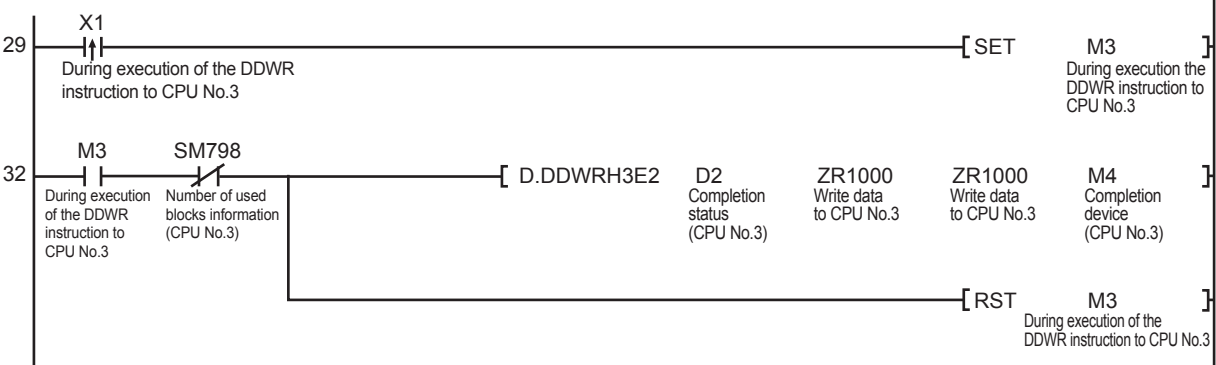 X1
29
SET M3
During execution of the DDWR
instruction to CPU No.3
During execution the
DDWR instruction to
CPU No.3
M3 SM798
32
D.DDWRH3E2 D2 ZR1000 ZR1000 M4
During execution
of the DDWR
instruction to
CPU No.3
Number of used
blocks information
(CPU No.3)
Completion
status
(CPU No.3)
Write data
to CPU No.3
Write data
to CPU No.3
Completion
device
(CPU No.3)
RST M3
During execution of the
DDWR instruction to CPU No.3